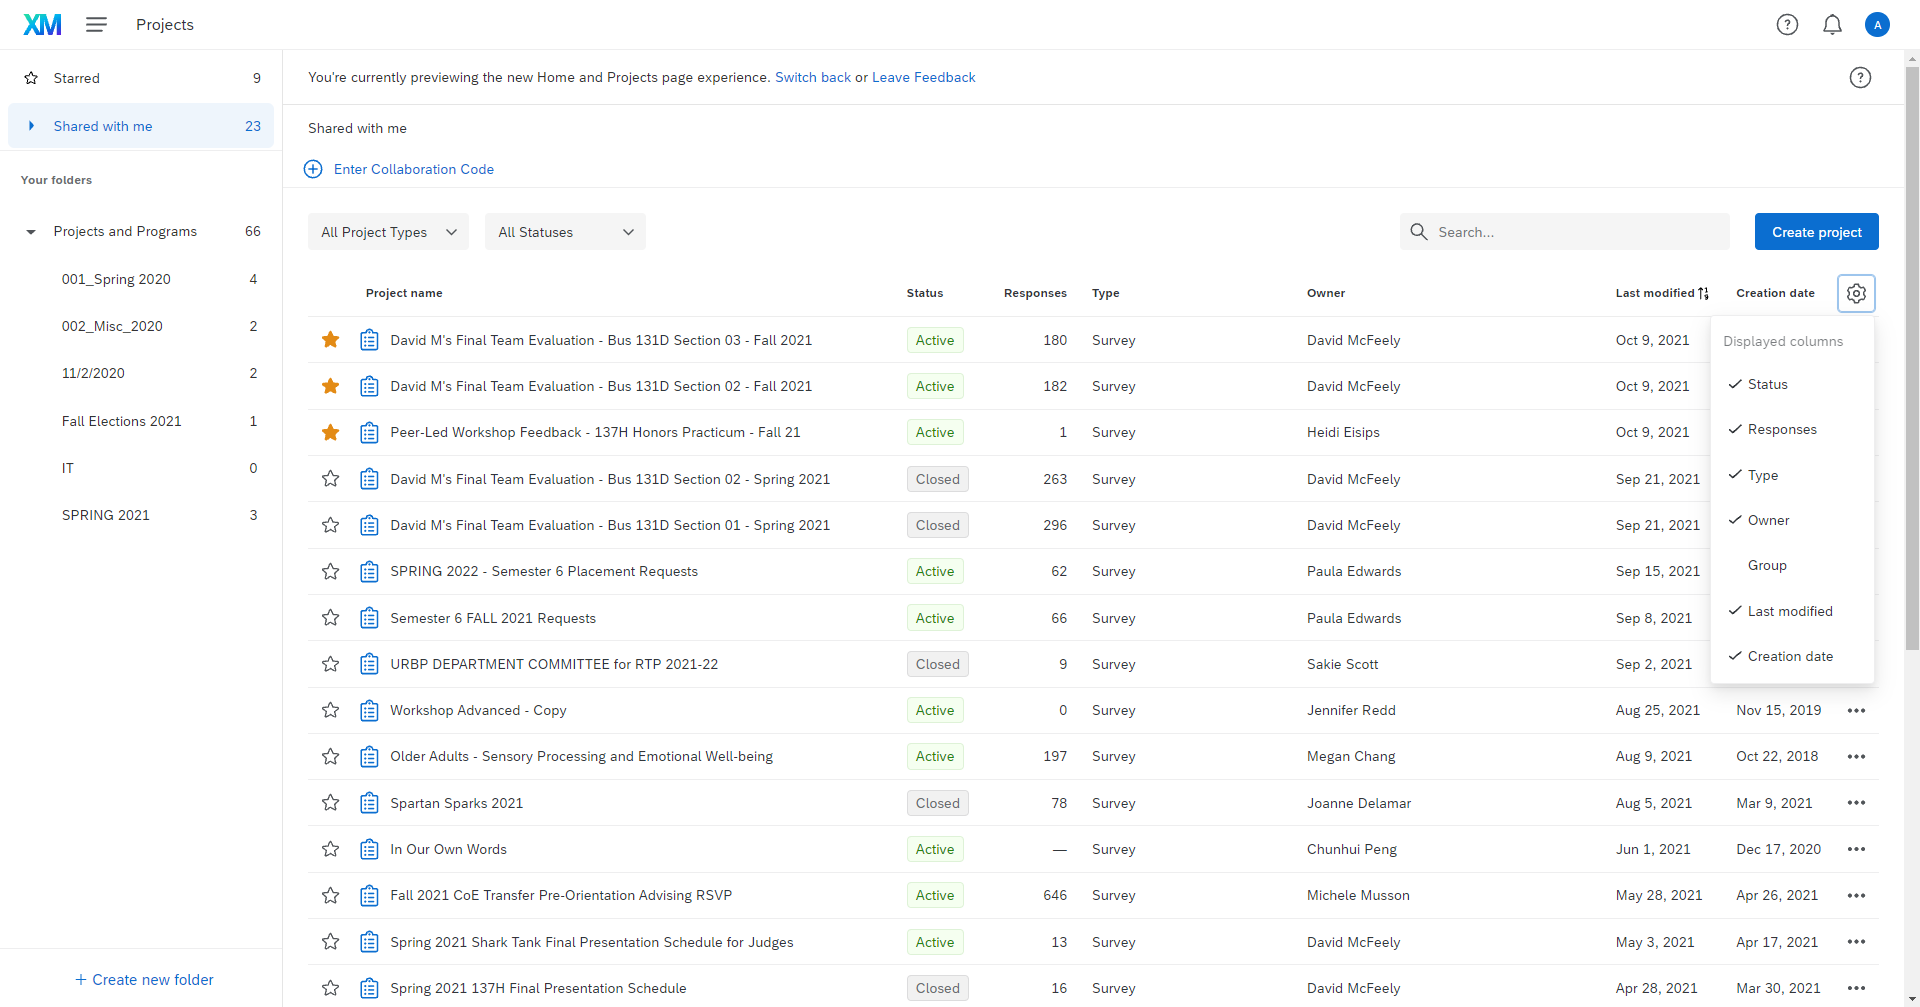 XM Projects A
Starred 9
Shared with me 23
Your folders
Projects and Programs 66
001_Spring 2020 4
002_Misc_2020 2
11/2/2020 2
Fall Elections 2021 1
IT 0
SPRING 2021 3
+ Create new folder
You're currently previewing the new Home and Projects page experience. Switch back or Leave Feedback
Shared with me
Enter Collaboration Code
All Project Types All Statuses Search... Create project
Project name Status Responses Type Owner Last modified Creation date
David M's Final Team Evaluation - Bus 131D Section 03 - Fall 2021 Active 180 Survey David McFeely Oct 9, 2021
David M's Final Team Evaluation - Bus 131D Section 02 - Fall 2021 Active 182 Survey David McFeely Oct 9, 2021
Peer-Led Workshop Feedback - 137H Honors Practicum - Fall 21 Active 1 Survey Heidi Eisips Oct 9, 2021
David M's Final Team Evaluation - Bus 131D Section 02 - Spring 2021 Closed 263 Survey David McFeely Sep 21, 2021
David M's Final Team Evaluation - Bus 131D Section 01 - Spring 2021 Closed 296 Survey David McFeely Sep 21, 2021
SPRING 2022 - Semester 6 Placement Requests Active 62 Survey Paula Edwards Sep 15, 2021
Semester 6 FALL 2021 Requests Active 66 Survey Paula Edwards Sep 8, 2021
URBP DEPARTMENT COMMITTEE for RTP 2021-22 Closed 9 Survey Sakie Scott Sep 2, 2021
Workshop Advanced - Copy Active 0 Survey Jennifer Redd Aug 25, 2021 Nov 15, 2019
Older Adults - Sensory Processing and Emotional Well-being Active 197 Survey Megan Chang Aug 9, 2021 Oct 22, 2018
Spartan Sparks 2021 Closed 78 Survey Joanne Delamar Aug 5, 2021 Mar 9, 2021
In Our Own Words Active — Survey Chunhui Peng Jun 1, 2021 Dec 17, 2020
Fall 2021 CoE Transfer Pre-Orientation Advising RSVP Active 646 Survey Michele Musson May 28, 2021 Apr 26, 2021
Spring 2021 Shark Tank Final Presentation Schedule for Judges Active 13 Survey David McFeely May 3, 2021 Apr 17, 2021
Spring 2021 137H Final Presentation Schedule Closed 16 Survey David McFeely Apr 28, 2021 Mar 30, 2021
Displayed columns
Status
Responses
Type
Owner
Group
Last modified
Creation date